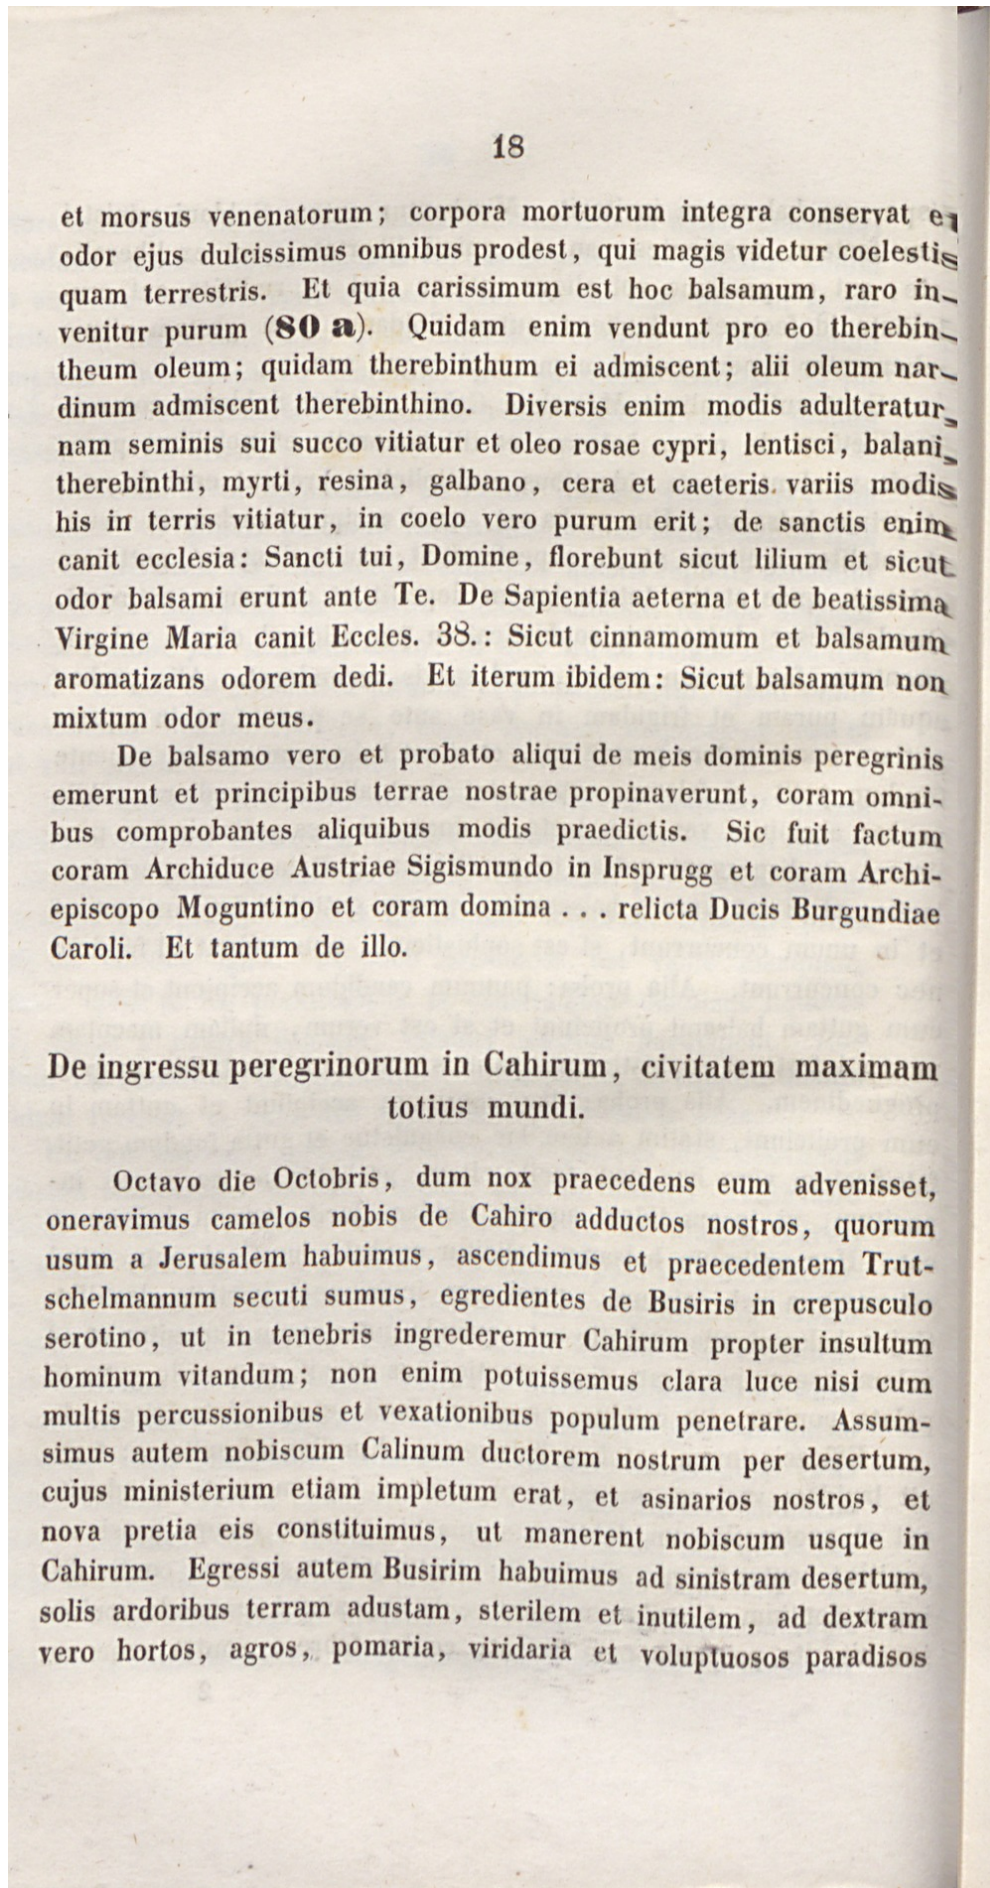 18
et morsus venenatorum; corpora mortuorum integra conservat et
odor ejus dulcissimus omnibus prodest, qui magis videtur coelestis
quam terrestris. Et quia carissimum est hoc balsamum, raro in-
venitur purum (80 a). Quidam enim vendunt pro eo therebin-
theum oleum; quidam therebinthum ei admiscent; alii oleum nar-
dinum admiscent therebinthino. Diversis enim modis adulteratur,
nam seminis sui succo vitiatur et oleo rosae cypri, lentisci, balani,
therebinthi, myrti, resina, galbano, cera et caeteris variis modis
his in terris vitiatur, in coelo vero purum erit; de sanctis enim
canit ecclesia: Sancti tui, Domine, florebunt sicut lilium et sicut
odor balsami erunt ante Te. De Sapientia aeterna et de beatissima
Virgine Maria canit Eccles. 38.: Sicut cinnamomum et balsamum
aromatizans odorem dedi. Et iterum ibidem: Sicut balsamum non
mixtum odor meus.
De balsamo vero et probato aliqui de meis dominis peregrinis
emerunt et principibus terrae nostrae propinaverunt, coram omni-
bus comprobantes aliquibus modis praedictis. Sic fuit factum
coram Archiduce Austriae Sigismundo in Insprugg et coram Archi-
episcopo Moguntino et coram domina . . . relicta Ducis Burgundiae
Caroli. Et tantum de illo.
De ingressu peregrinorum in Cahirum, civitatem maximam
totius mundi.
Octavo die Octobris, dum nox praecedens eum advenisset,
oneravimus camelos nobis de Cahiro adductos nostros, quorum
usum a Jerusalem habuimus, ascendimus et praecedentem Trut-
schelmannum secuti sumus, egredientes de Busiris in crepusculo
serotino, ut in tenebris ingrederemur Cahirum propter insultum
hominum vitandum; non enim potuissemus clara luce nisi cum
multis percussionibus et vexationibus populum penetrare. Assum-
simus autem nobiscum Calinum ductorem nostrum per desertum,
cujus ministerium etiam impletum erat, et asinarios nostros, et
nova pretia eis constituimus, ut manerent nobiscum usque in
Cahirum. Egressi autem Busirim habuimus ad sinistram desertum,
solis ardoribus terram adustam, sterilem et inutilem, ad dextram
vero hortos, agros, pomaria, viridaria et voluptuosos paradisos